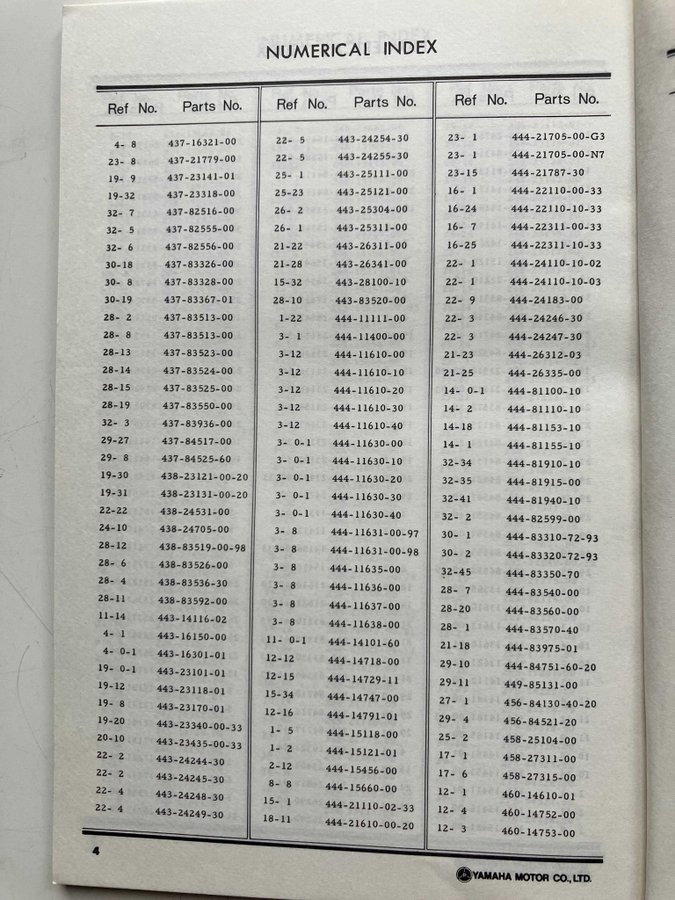 NUMERICAL INDEX
Ref No. Parts No.
4- 8 437-16321-00
23- 8 437-21779-00
19- 9 437-23141-01
19-32 437-23318-00
32- 7 437-82516-00
32- 5 437-82555-00
32- 6 437-82556-00
30-18 437-83326-00
30- 8 437-83328-00
30-19 437-83367-01
28- 2 437-83513-00
28- 8 437-83513-00
28-13 437-83523-00
28-14 437-83524-00
28-15 437-83525-00
28-19 437-83550-00
32- 3 437-83936-00
29-27 437-84517-00
29- 8 437-84525-60
19-30 438-23121-00-20
19-31 438-23131-00-20
22-22 438-24531-00
24-10 438-24705-00
28-12 438-83519-00-98
28- 6 438-83526-00
28- 4 438-83536-30
28-11 438-83592-00
11-14 443-14116-02
4- 1 443-16150-00
4- 0-1 443-16301-01
19- 0-1 443-23101-01
19-12 443-23118-01
19- 8 443-23170-01
19-20 443-23340-00-33
20-10 443-23435-00-33
22- 2 443-24244-30
22- 2 443-24245-30
22- 4 443-24248-30
22- 4 443-24249-30
Ref No. Parts No.
22- 5 443-24254-30
22- 5 443-24255-30
25- 1 443-25111-00
25-23 443-25121-00
26- 2 443-25304-00
26- 1 443-25311-00
21-22 443-26311-00
21-28 443-26341-00
15-32 443-28100-10
28-10 443-83520-00
1-22 444-11111-00
3- 1 444-11400-00
3-12 444-11610-00
3-12 444-11610-10
3-12 444-11610-20
3-12 444-11610-30
3-12 444-11610-40
3- 0-1 444-11630-00
3- 0-1 444-11630-10
3- 0-1 444-11630-20
3- 0-1 444-11630-30
3- 0-1 444-11630-40
3- 8 444-11631-00-97
3- 8 444-11631-00-98
3- 8 444-11635-00
3- 8 444-11636-00
3- 8 444-11637-00
3- 8 444-11638-00
11- 0-1 444-14101-60
12-12 444-14718-00
12-15 444-14729-11
15-34 444-14747-00
12-16 444-14791-01
1- 5 444-15118-00
1- 2 444-15121-01
2-12 444-15456-00
8- 8 444-15660-00
15- 1 444-21110-02-33
18-11 444-21610-00-20
Ref No. Parts No.
23- 1 444-21705-00-G3
23- 1 444-21705-00-N7
23-15 444-21787-30
16- 1 444-22110-00-33
16-24 444-22110-10-33
16- 7 444-22311-00-33
16-25 444-22311-10-33
22- 1 444-24110-10-02
22- 1 444-24110-10-03
22- 9 444-24183-00
22- 3 444-24246-30
22- 3 444-24247-30
21-23 444-26312-03
21-25 444-26335-00
14- 0-1 444-81100-10
14- 2 444-81110-10
14-18 444-81153-10
14- 1 444-81155-10
32-34 444-81910-10
32-35 444-81915-00
32-41 444-81940-10
32- 2 444-82599-00
30- 1 444-83310-72-93
30- 2 444-83320-72-93
32-45 444-83350-70
28- 7 444-83540-00
28-20 444-83560-00
28- 1 444-83570-40
21-18 444-83975-01
29-10 444-84751-60-20
29-11 449-85131-00
27- 1 456-84130-40-20
29- 4 456-84521-20
25- 2 458-25104-00
17- 1 458-27311-00
17- 6 458-27315-00
12- 1 460-14610-01
12- 4 460-14752-00
12- 3 460-14753-00
4
YAMAHA MOTOR CO., LTD.